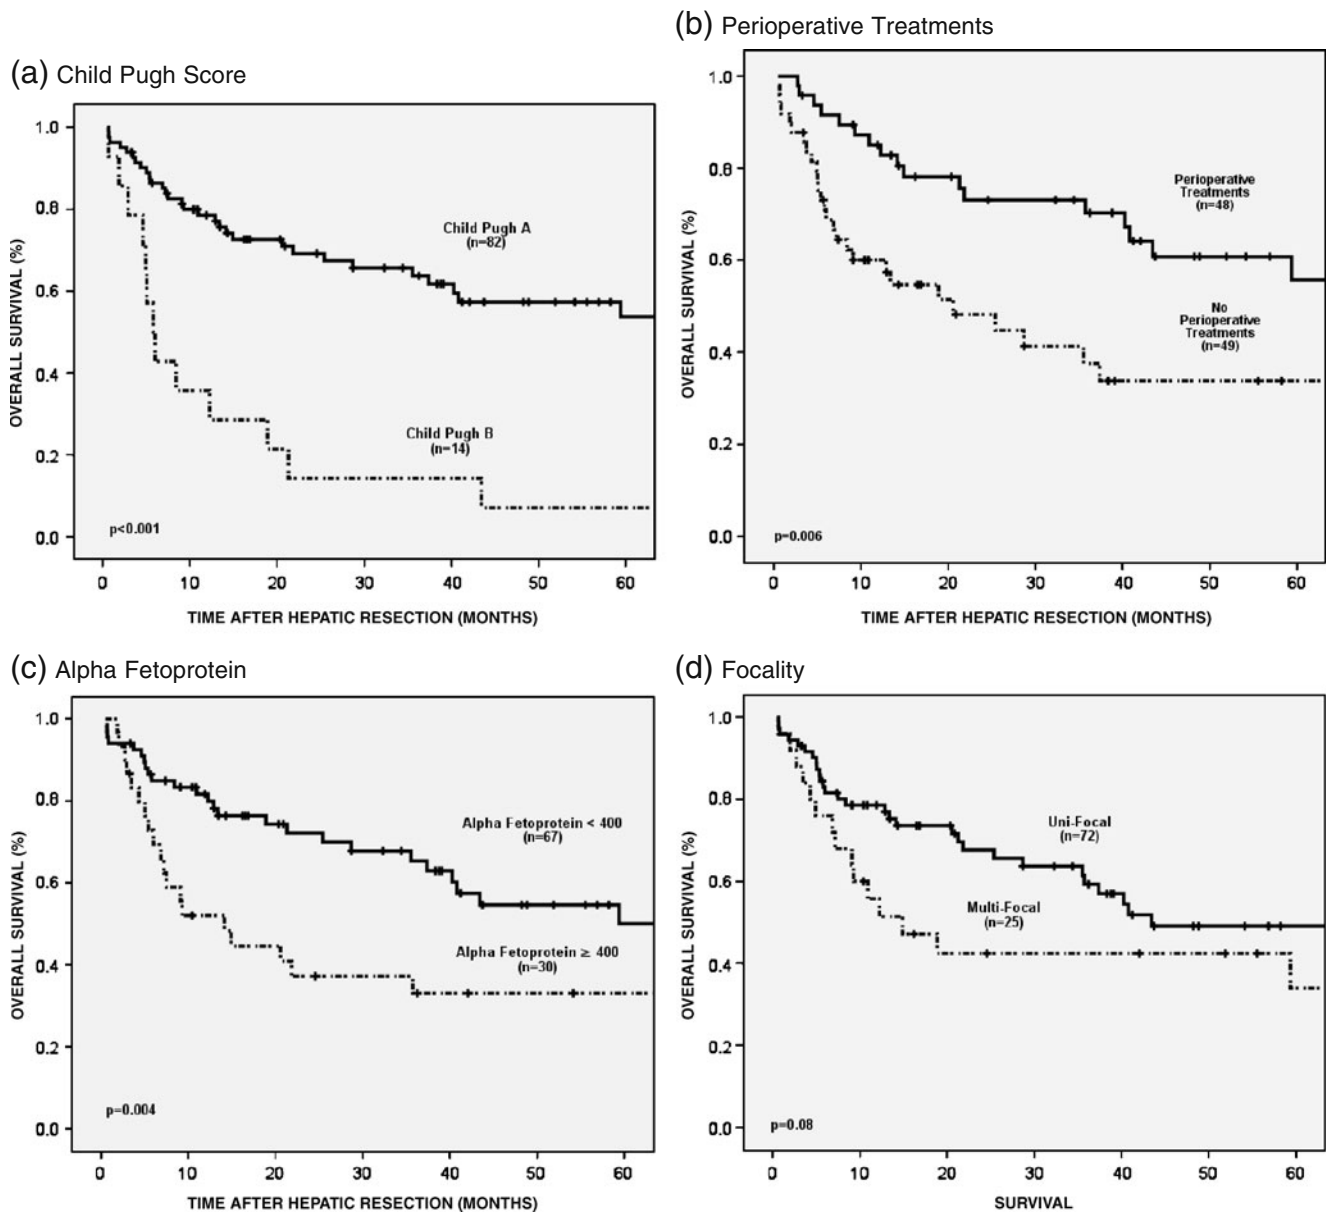 (a) Child Pugh Score
OVERALL SURVIVAL (%)
1.0
0.8
0.6
0.4
0.2
0.0
Child Pugh A
(n=82)
Child Pugh B
(n=14)
p<0.001
0 10 20 30 40 50 60
TIME AFTER HEPATIC RESECTION (MONTHS)
(b) Perioperative Treatments
OVERALL SURVIVAL (%)
1.0
0.8
0.6
0.4
0.2
0.0
Perioperative
Treatments
(n=48)
No
Perioperative
Treatments
(n=49)
p=0.006
0 10 20 30 40 50 60
TIME AFTER HEPATIC RESECTION (MONTHS)
(c) Alpha Fetoprotein
OVERALL SURVIVAL (%)
1.0
0.8
0.6
0.4
0.2
0.0
Alpha Fetoprotein < 400
(n=67)
Alpha Fetoprotein ≥ 400
(n=30)
p=0.004
0 10 20 30 40 50 60
TIME AFTER HEPATIC RESECTION (MONTHS)
(d) Focality
OVERALL SURVIVAL (%)
1.0
0.8
0.6
0.4
0.2
0.0
Uni-Focal
(n=72)
Multi-Focal
(n=25)
p=0.08
0 10 20 30 40 50 60
SURVIVAL